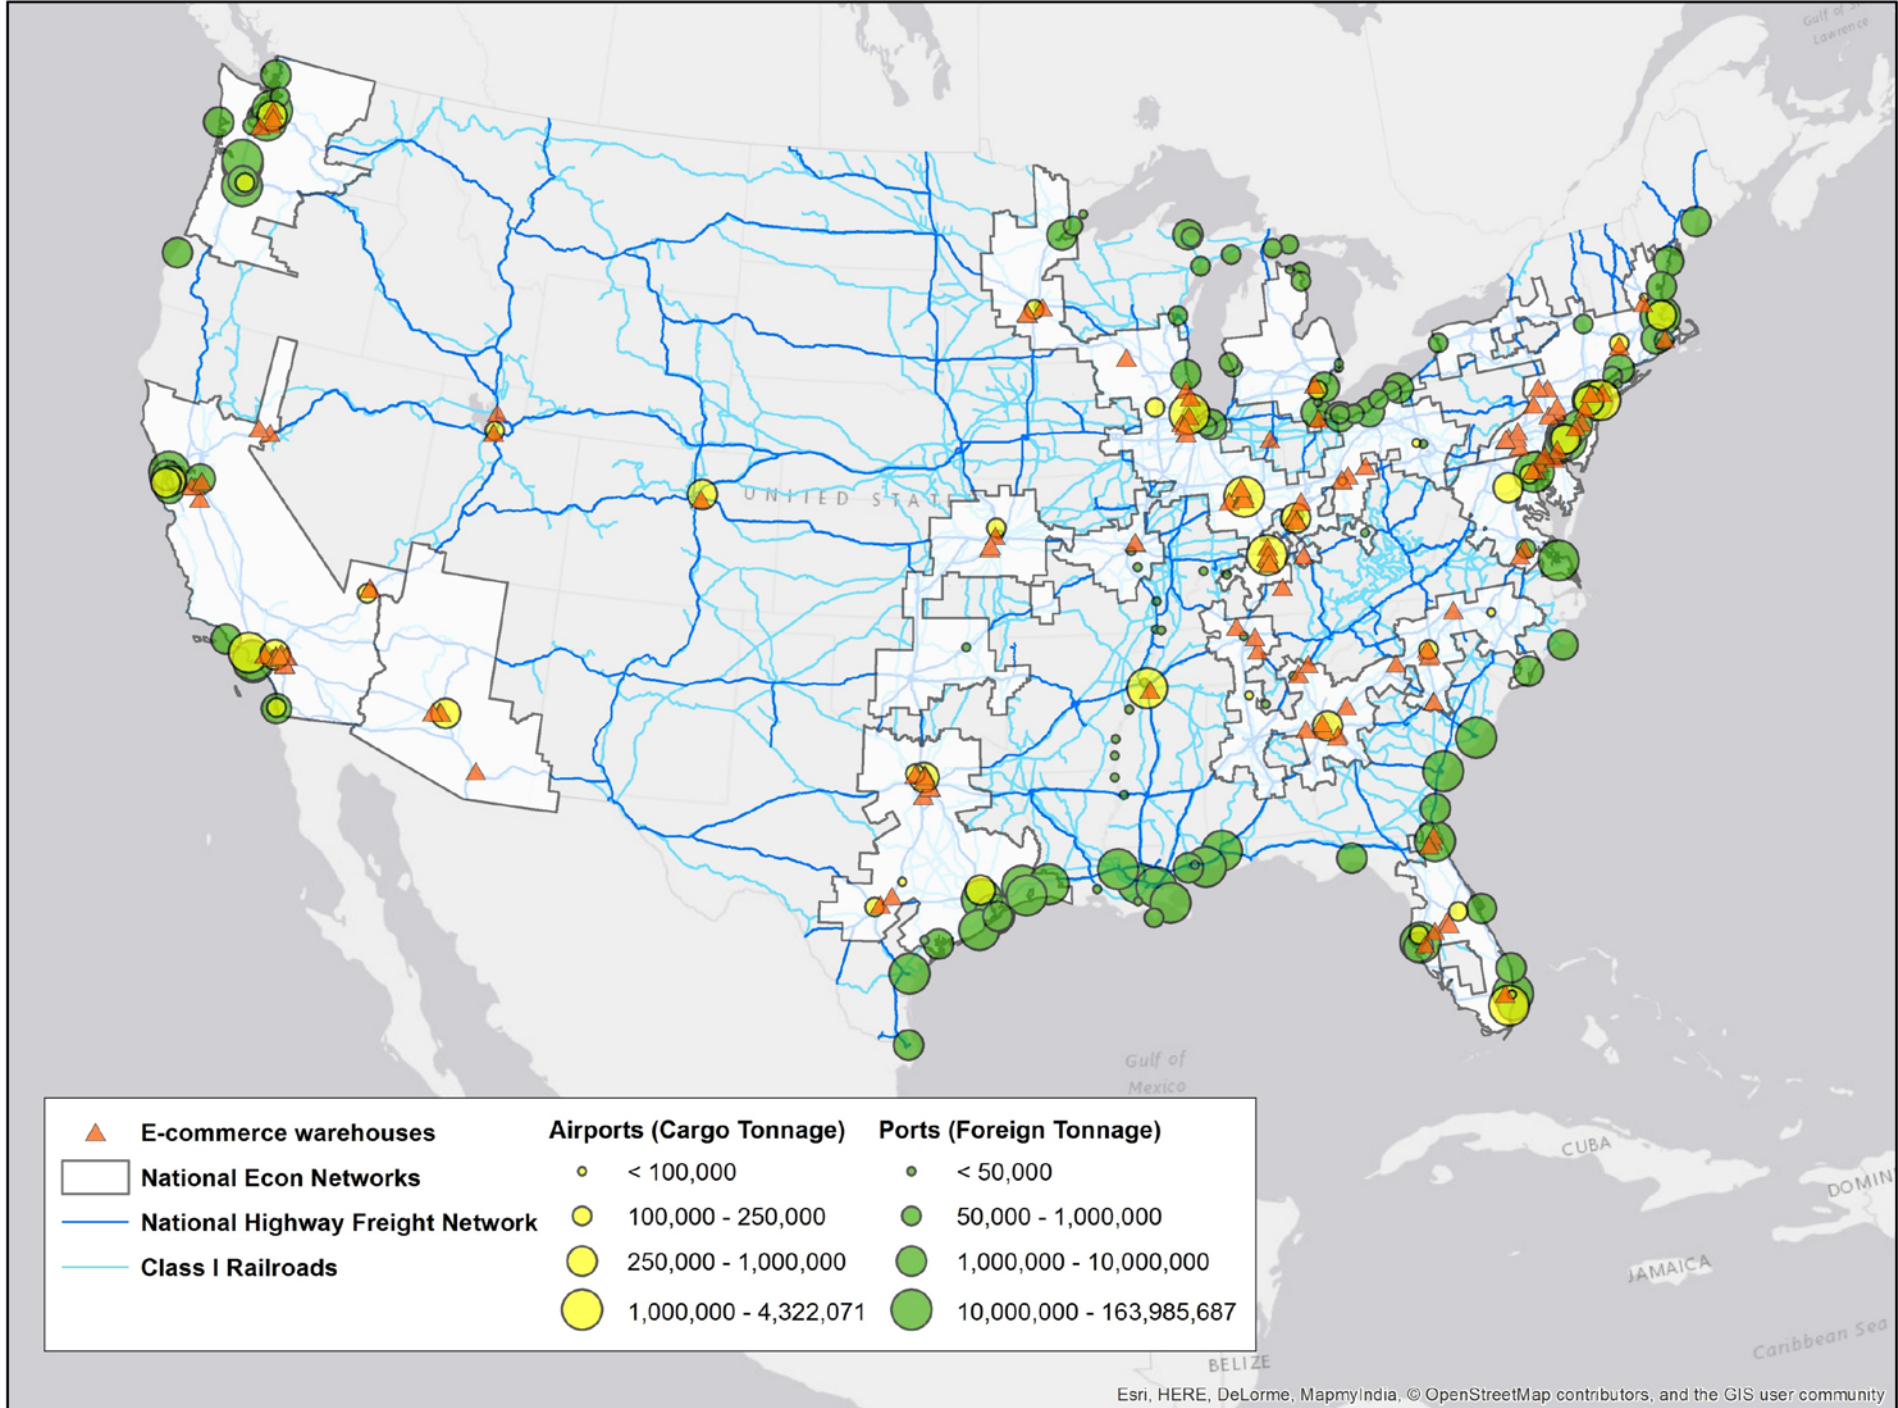 Gulf of St
Lawrence
UNITED STATE
Gulf of
Mexico
CUBA
DOMIN
JAMAICA
Caribbean Sea
BELIZE
E-commerce warehouses
National Econ Networks
National Highway Freight Network
Class I Railroads
Airports (Cargo Tonnage)
< 100,000
100,000 - 250,000
250,000 - 1,000,000
1,000,000 - 4,322,071
Ports (Foreign Tonnage)
< 50,000
50,000 - 1,000,000
1,000,000 - 10,000,000
10,000,000 - 163,985,687
Esri, HERE, DeLorme, MapmyIndia, © OpenStreetMap contributors, and the GIS user community